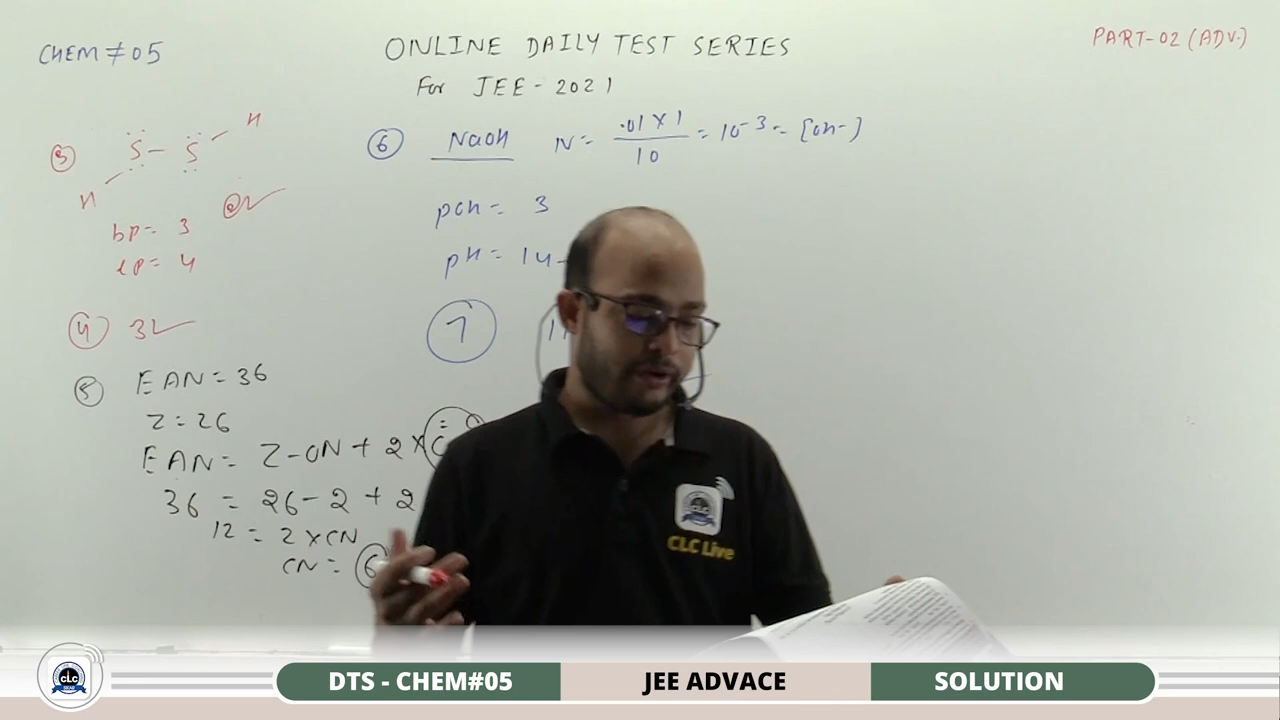 CHEM # 05
ONLINE DAILY TEST SERIES
For JEE - 2021
PART-02 (ADV.)
③ H S - S H
bp = 3
lp = 4
④ 3
⑤ EAN = 36
Z = 26
EAN = Z - ON + 2 ×
36 = 26 - 2 + 2
12 = 2 × CN
CN = 6
⑥ NaOH N = .01 × 1 / 10 = 10-3 = [OH-]
pOH = 3
pH = 14 -
⑦
CLC Live
DTS - CHEM#05
JEE ADVACE
SOLUTION